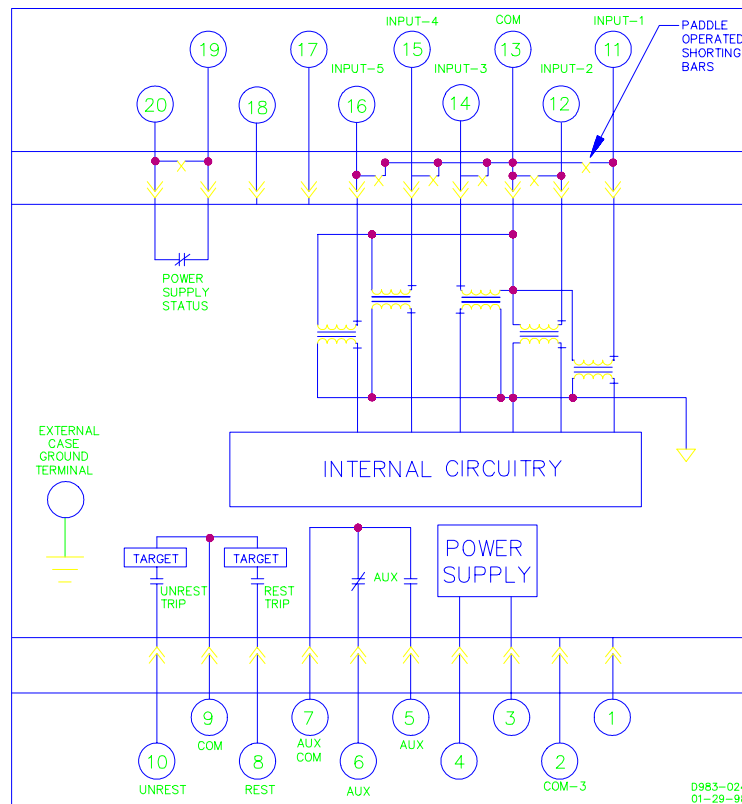 INPUT-4
COM
INPUT-1
PADDLE
OPERATED
SHORTING
BARS
19
17
15
13
11
INPUT-5
INPUT-3
INPUT-2
20
18
16
14
12
POWER
SUPPLY
STATUS
EXTERNAL
CASE
GROUND
TERMINAL
INTERNAL CIRCUITRY
TARGET
TARGET
UNREST
TRIP
REST
TRIP
AUX
POWER
SUPPLY
9
7
5
3
1
COM
AUX
COM
AUX
10
8
6
4
2
UNREST
REST
AUX
COM-3